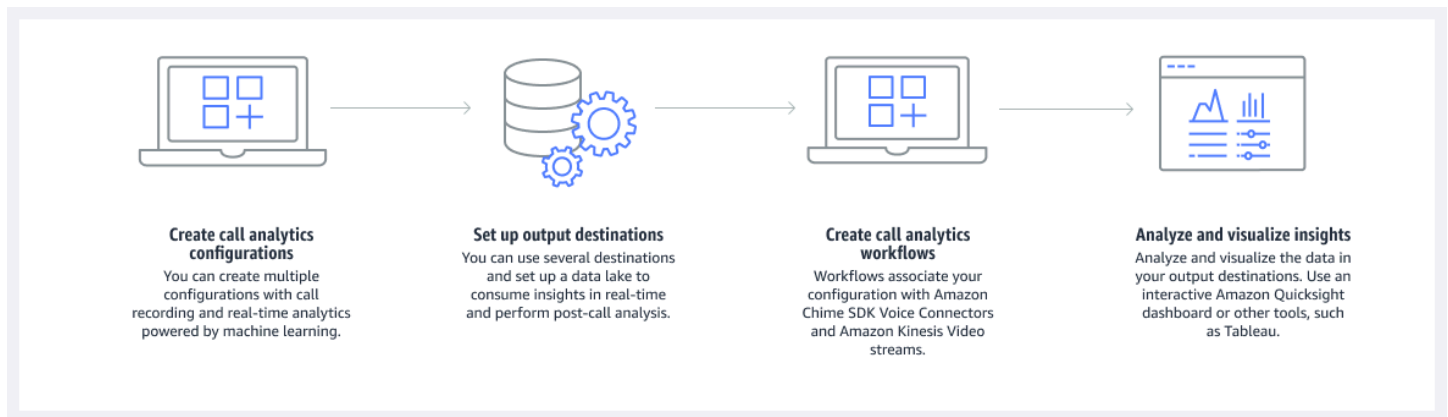 Create call analytics
configurations
You can create multiple
configurations with call
recording and real-time analytics
powered by machine learning.
Set up output destinations
You can use several destinations
and set up a data lake to
consume insights in real-time
and perform post-call analysis.
Create call analytics
workflows
Workflows associate your
configuration with Amazon
Chime SDK Voice Connectors
and Amazon Kinesis Video
streams.
Analyze and visualize insights
Analyze and visualize the data in
your output destinations. Use an
interactive Amazon Quicksight
dashboard or other tools, such
as Tableau.